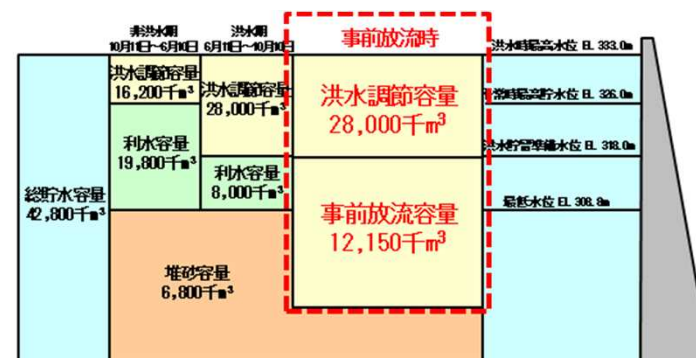 非洪水期
10月11日~6月10日
洪水期
6月11日~10月10日
事前放流時
洪水時最高水位 EL 333.0m
洪水調節容量
16,200千m³
洪水調節容量
28,000千m³
洪水調節容量
28,000千m³
常時最高貯水位 EL 326.0m
利水容量
19,800千m³
洪水貯留準備水位 EL 318.0m
利水容量
8,000千m³
総貯水容量
42,800千m³
事前放流容量
12,150千m³
最低水位 EL 308.8m
堆砂容量
6,800千m³